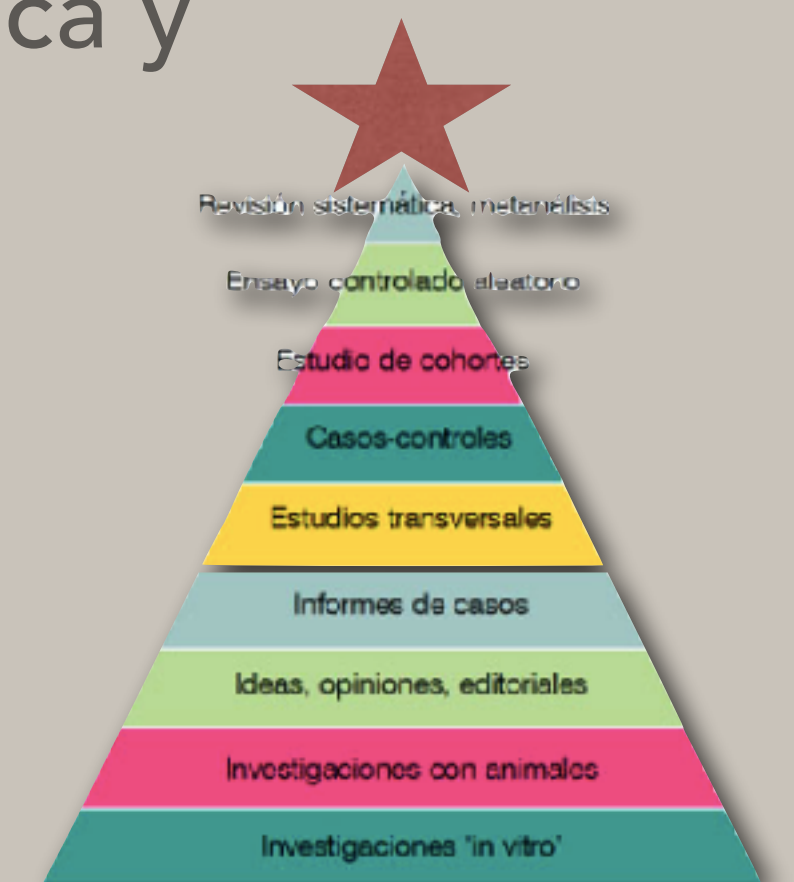 ca y
Revisión sistemática, metanálisis
Ensayo controlado aleatorio
Estudio de cohortes
Casos-controles
Estudios transversales
Informes de casos
Ideas, opiniones, editoriales
Investigaciones con animales
Investigaciones 'in vitro'